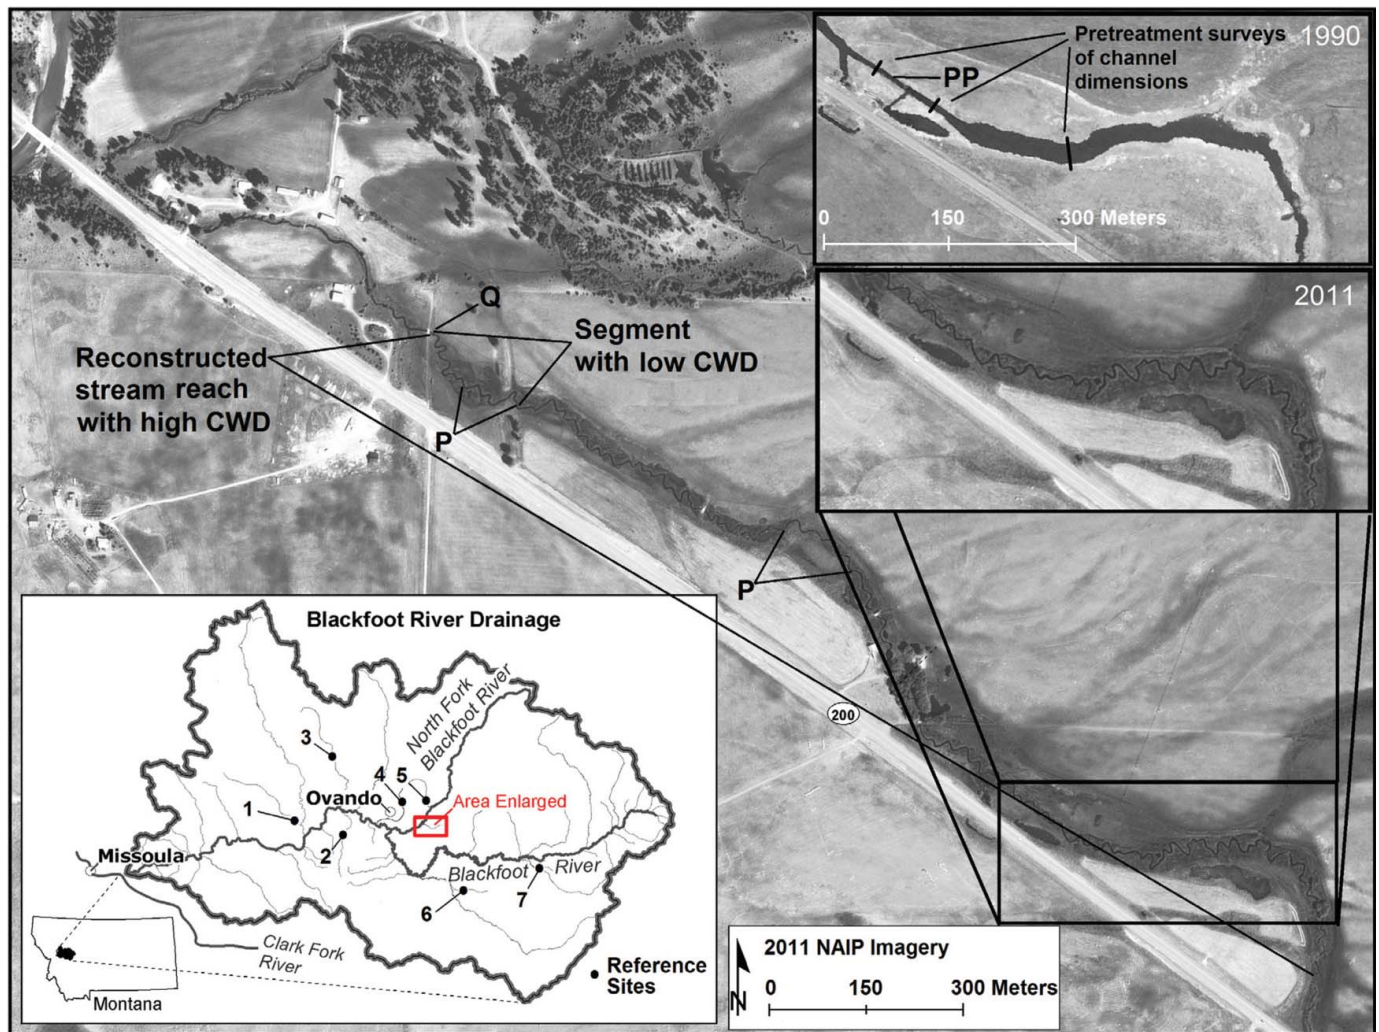 Pretreatment surveys
of channel
dimensions
1990
PP
0
150
300 Meters
2011
Q
Segment
with low CWD
Reconstructed
stream reach
with high CWD
P
P
200
Blackfoot River Drainage
North Fork
Blackfoot River
3
4
5
Ovando
Area Enlarged
1
2
Missoula
Blackfoot River
6
7
Clark Fork
River
Reference
Sites
Montana
2011 NAIP Imagery
N
0
150
300 Meters